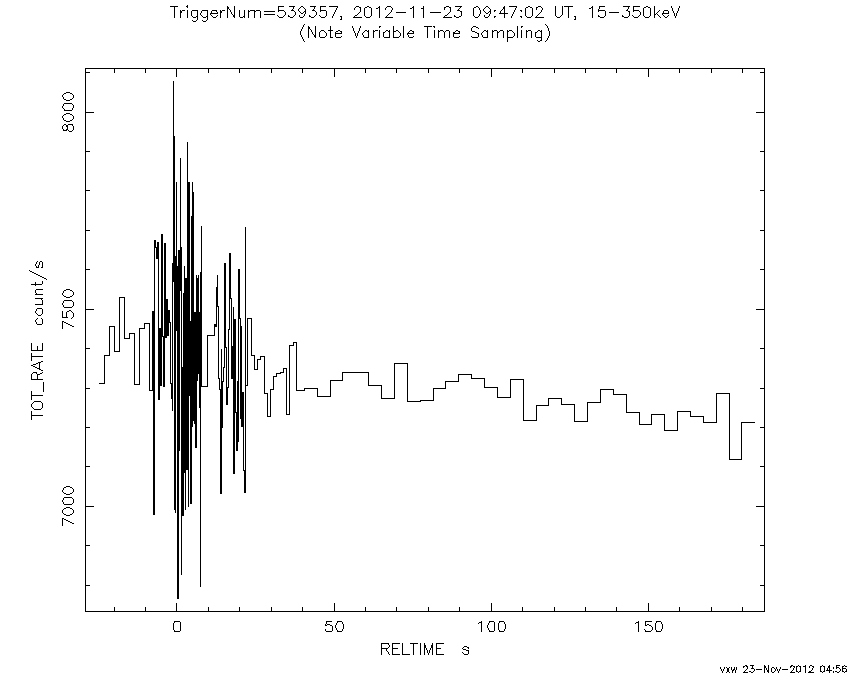 TriggerNum=539357, 2012-11-23 09:47:02 UT, 15-350keV
(Note Variable Time Sampling)
TOT_RATE count/s
8000
7500
7000
0 50 100 150
RELTIME s
vxw 23-Nov-2012 04:56